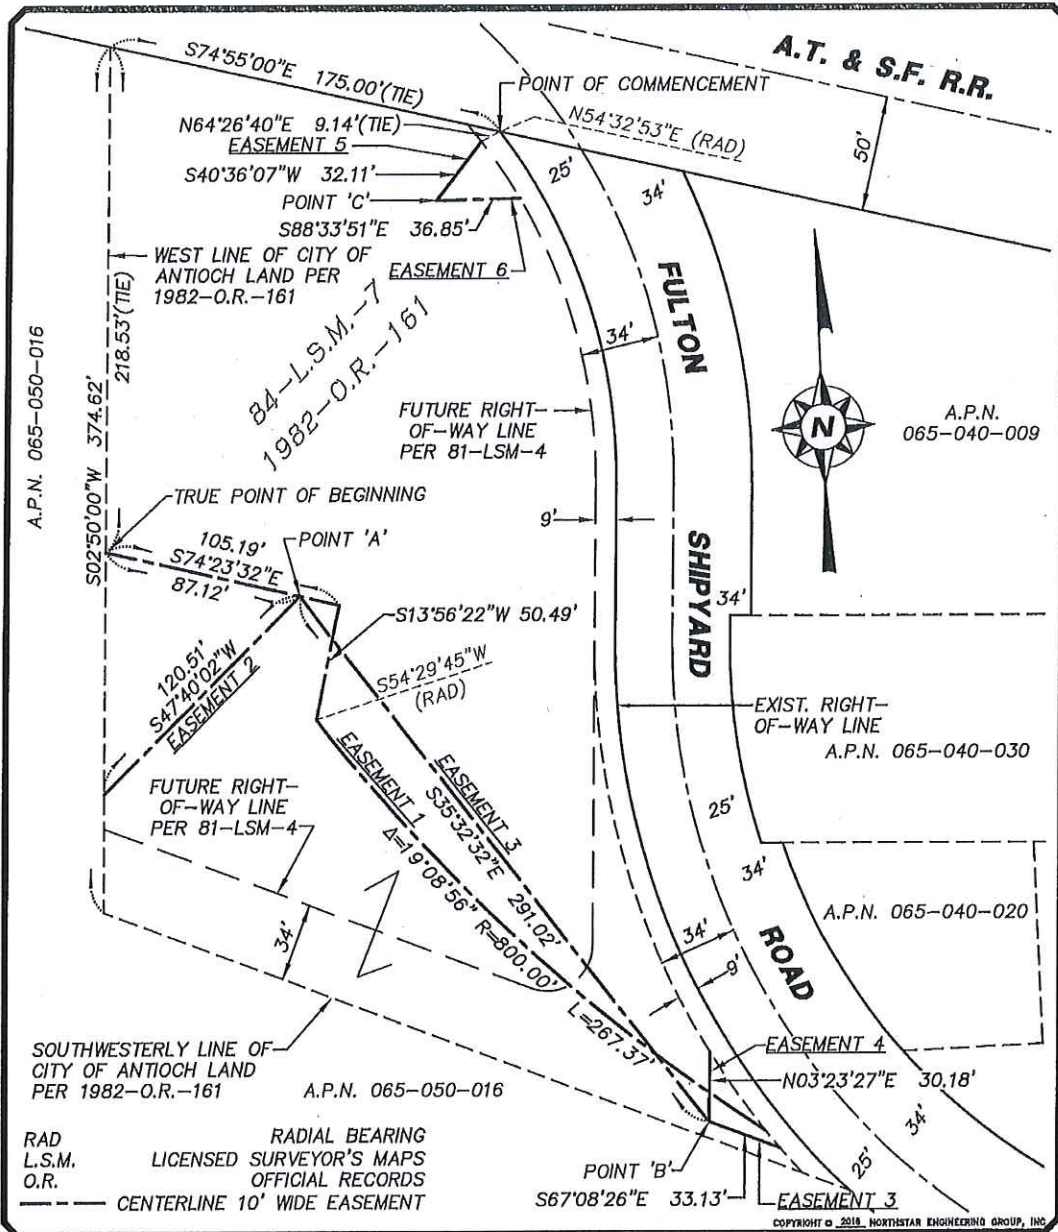 A.T. & S.F. R.R.
S74°55'00"E 175.00'(TIE)
POINT OF COMMENCEMENT
N64°26'40"E 9.14'(TIE)
N54°32'53"E (RAD)
EASEMENT 5
S40°36'07"W 32.11'
POINT 'C'
S88°33'51"E 36.85'
EASEMENT 6
25'
34'
50'
WEST LINE OF CITY OF
ANTIOCH LAND PER
1982-O.R.-161
218.53'(TIE)
S02°50'00"W 374.62'
A.P.N. 065-050-016
84-L.S.M.-7
1982-O.R.-161
FULTON
34'
FUTURE RIGHT-
OF-WAY LINE
PER 81-LSM-4
N
A.P.N.
065-040-009
TRUE POINT OF BEGINNING
9'
SHIPYARD
105.19'
S74°23'32"E
87.12'
POINT 'A'
34'
S13°56'22"W 50.49'
120.51'
S47°40'02"W
EASEMENT 2
S54°29'45"W
(RAD)
EXIST. RIGHT-
OF-WAY LINE
A.P.N. 065-040-030
FUTURE RIGHT-
OF-WAY LINE
PER 81-LSM-4
EASEMENT 1
Δ=19°08'56" R=800.00' L=267.37'
EASEMENT 3
S35°32'32"E 291.02'
25'
34'
A.P.N. 065-040-020
34'
34'
9'
ROAD
SOUTHWESTERLY LINE OF
CITY OF ANTIOCH LAND
PER 1982-O.R.-161
A.P.N. 065-050-016
EASEMENT 4
N03°23'27"E 30.18'
34'
25'
RAD RADIAL BEARING
L.S.M. LICENSED SURVEYOR'S MAPS
O.R. OFFICIAL RECORDS
CENTERLINE 10' WIDE EASEMENT
POINT 'B'
S67°08'26"E 33.13'
EASEMENT 3
COPYRIGHT © 2016 NORTHSTAR ENGINEERING GROUP, INC.